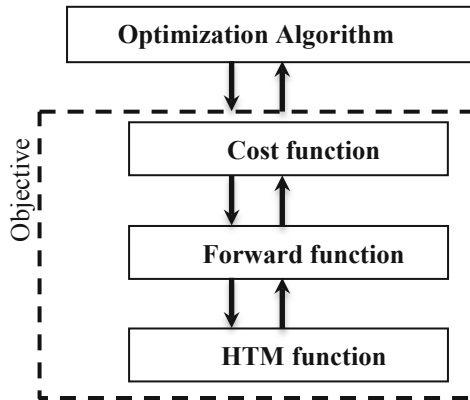 Optimization Algorithm
Objective
Cost function
Forward function
HTM function